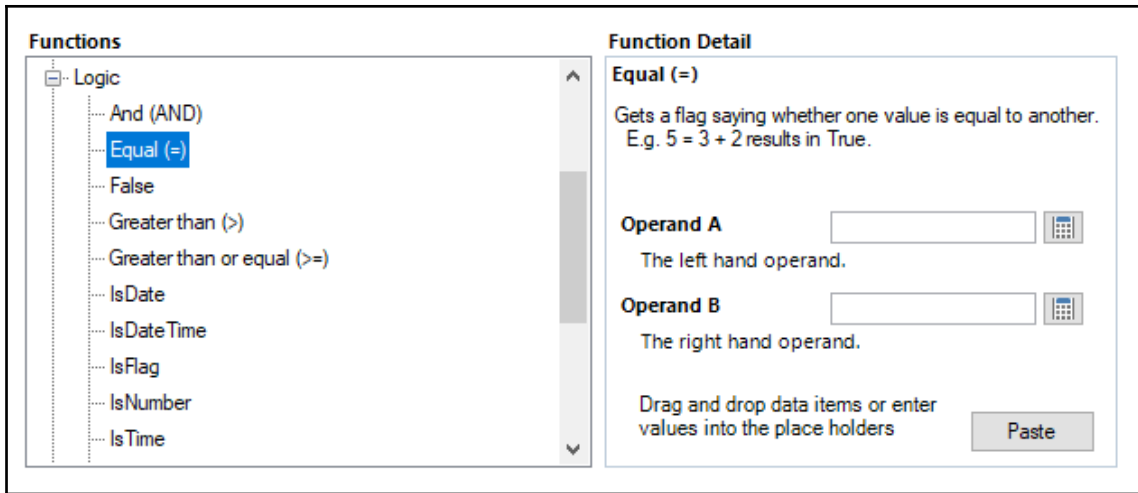 Functions
Logic
And (AND)
Equal (=)
False
Greater than (>)
Greater than or equal (>=)
IsDate
IsDateTime
IsFlag
IsNumber
IsTime
Function Detail
Equal (=)
Gets a flag saying whether one value is equal to another.
E.g. 5 = 3 + 2 results in True.
Operand A
The left hand operand.
Operand B
The right hand operand.
Drag and drop data items or enter
values into the place holders
Paste